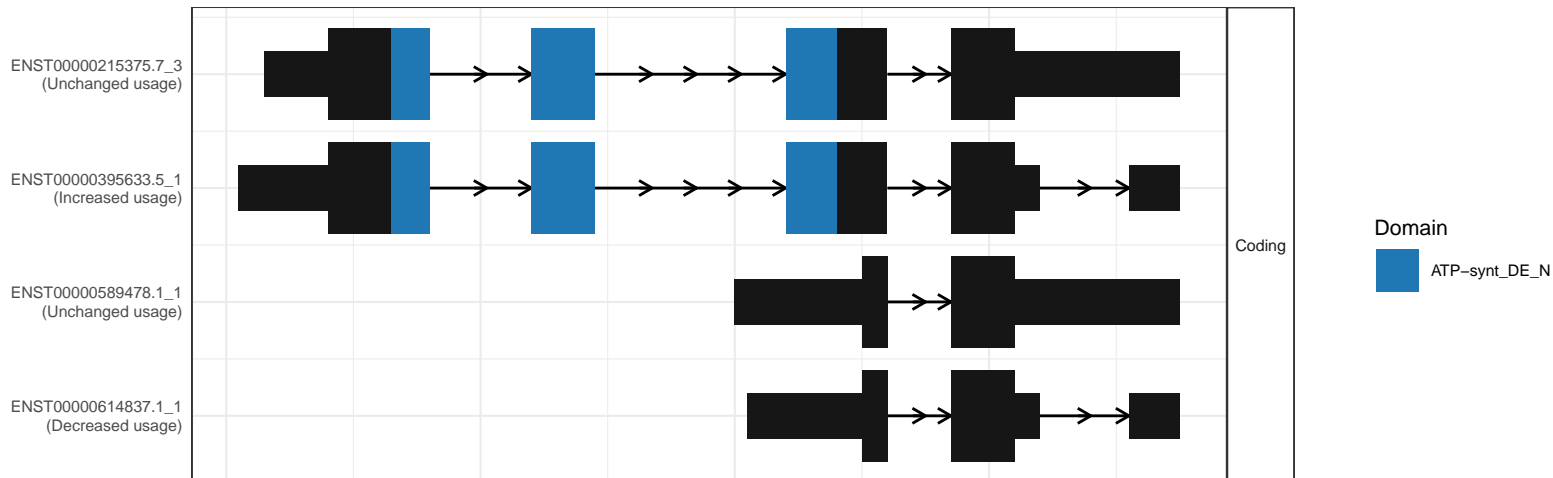 ENST00000215375.7_3
(Unchanged usage)
ENST00000395633.5_1
(Increased usage)
ENST00000589478.1_1
(Unchanged usage)
ENST00000614837.1_1
(Decreased usage)
Coding
Domain
ATP−synt_DE_N